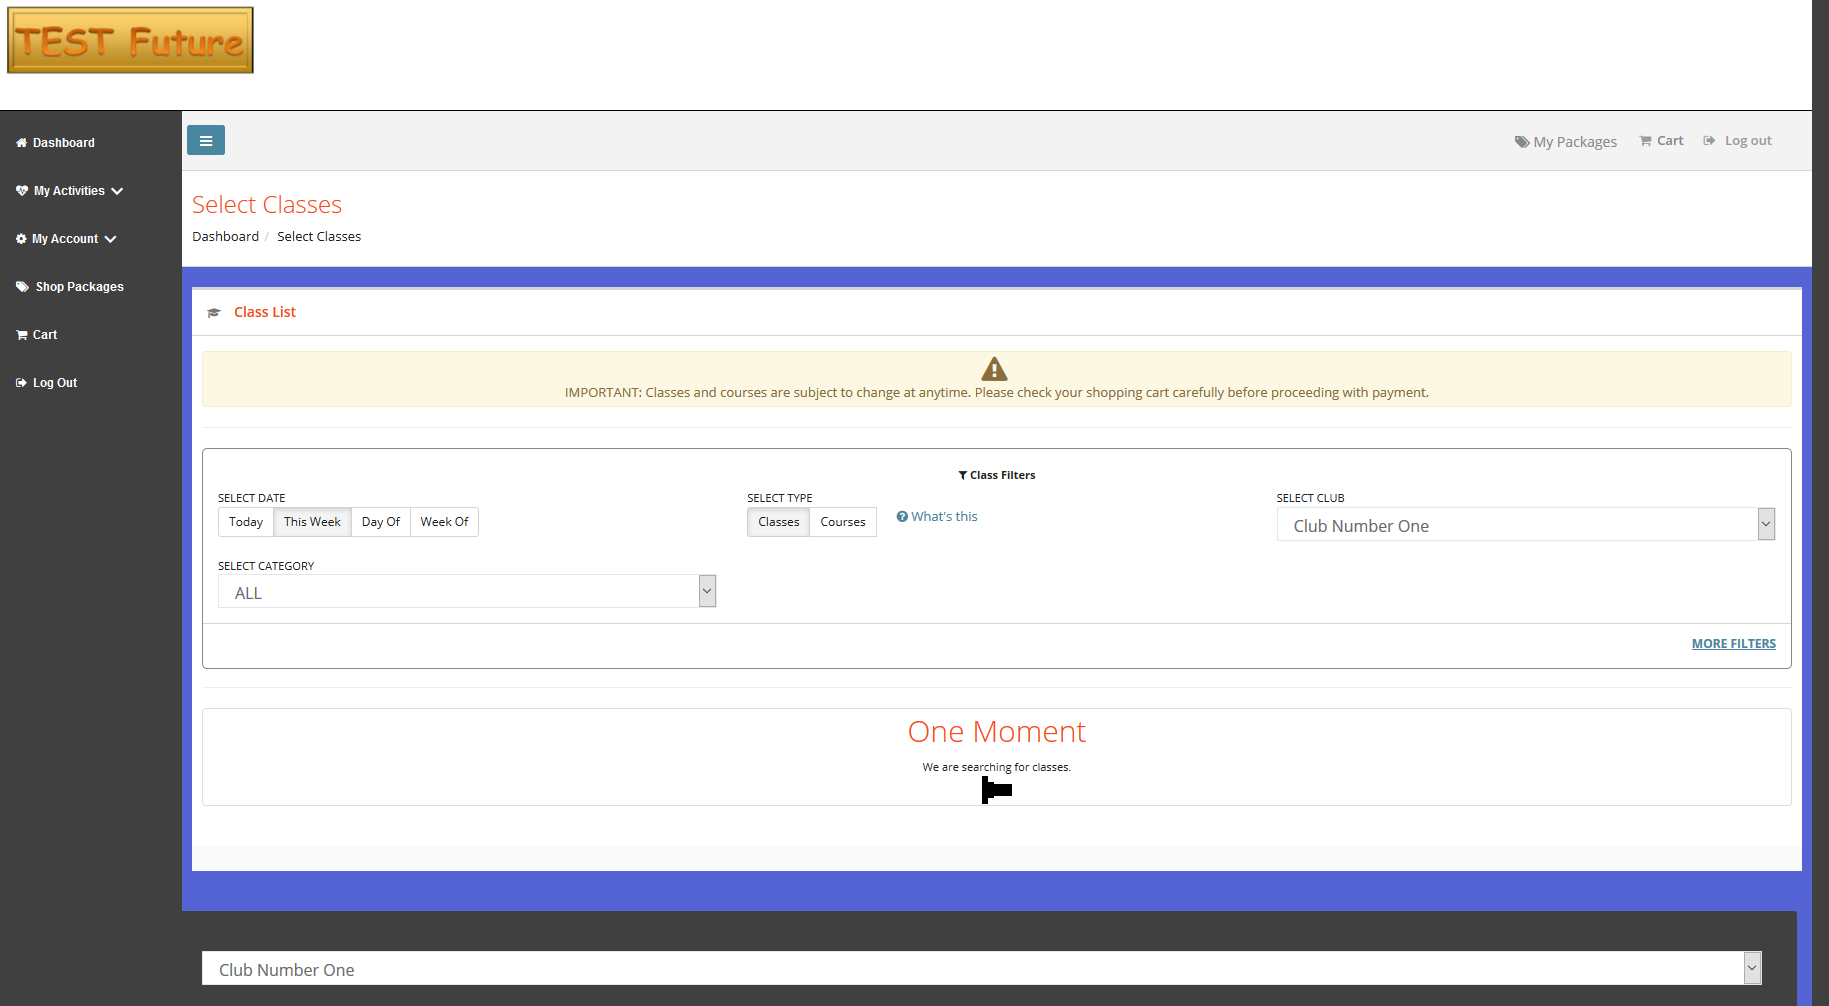 TEST Future
Dashboard
My Activities
My Account
Shop Packages
Cart
Log Out
My Packages
Cart
Log out
Select Classes
Dashboard / Select Classes
Class List
IMPORTANT: Classes and courses are subject to change at anytime. Please check your shopping cart carefully before proceeding with payment.
Class Filters
SELECT DATE
Today This Week Day Of Week Of
SELECT TYPE
Classes Courses
What's this
SELECT CLUB
Club Number One
SELECT CATEGORY
ALL
MORE FILTERS
One Moment
We are searching for classes.
Club Number One